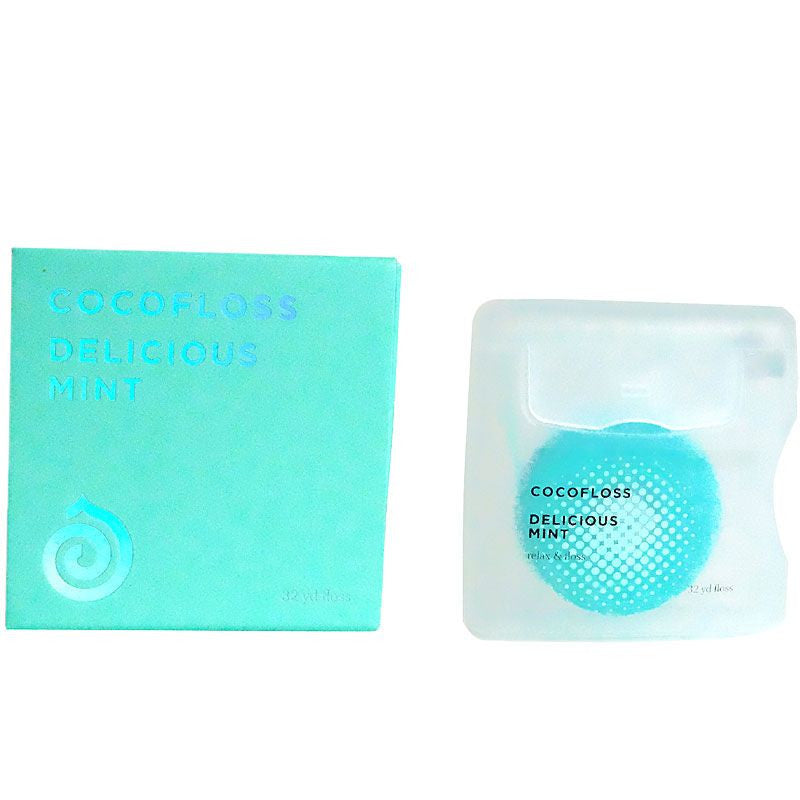 COCOFLOSS
DELICIOUS
MINT
32 yd floss
COCOFLOSS
DELICIOUS
MINT
relax & floss
32 yd floss